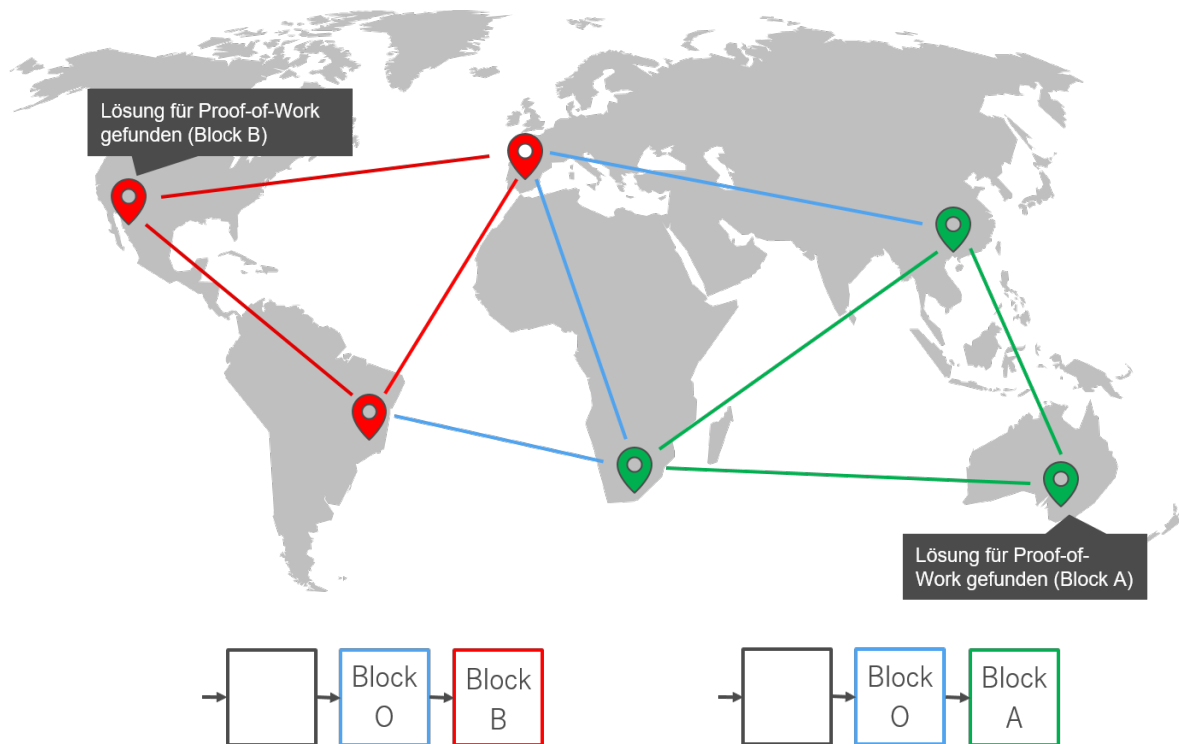 Lösung für Proof-of-Work
gefunden (Block B)
Lösung für Proof-of-
Work gefunden (Block A)
Block
O
Block
B
Block
O
Block
A